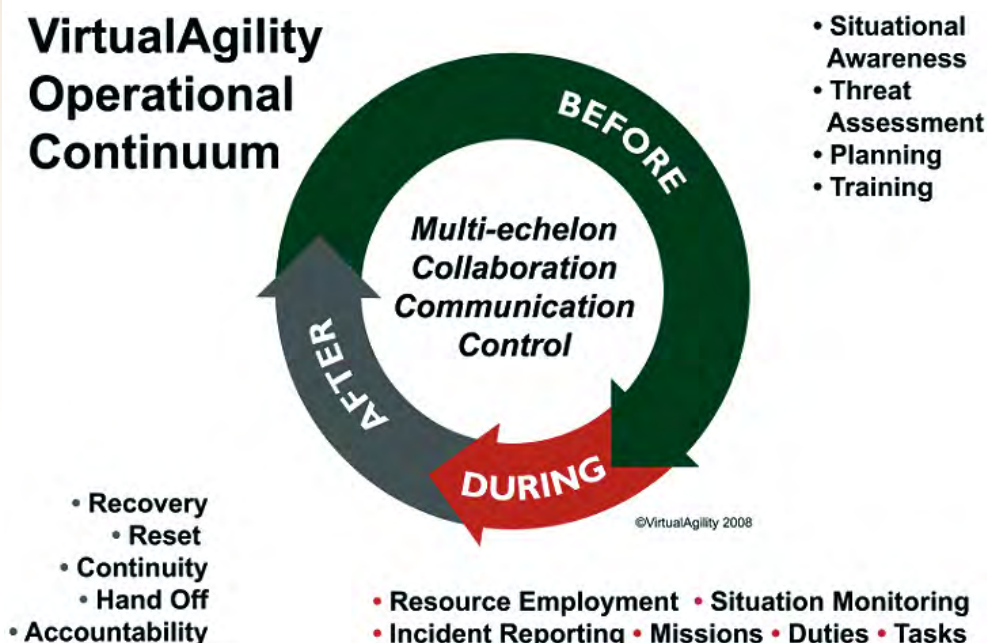 VirtualAgility
Operational
Continuum
• Situational
Awareness
• Threat
Assessment
• Planning
• Training
BEFORE
Multi-echelon
Collaboration
Communication
Control
AFTER
DURING
©VirtualAgility 2008
• Recovery
• Reset
• Continuity
• Hand Off
• Accountability
• Resource Employment • Situation Monitoring
• Incident Reporting • Missions • Duties • Tasks